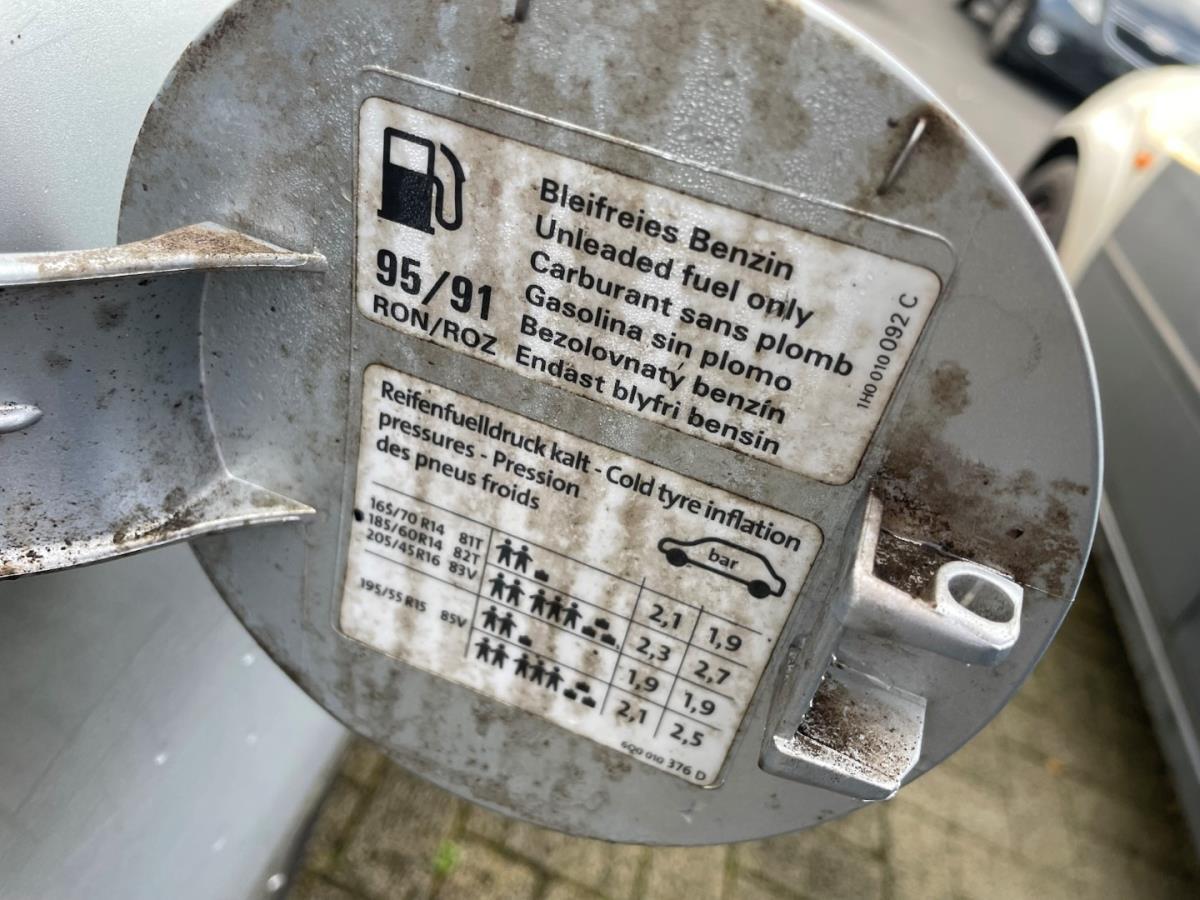 Bleifreies Benzin
Unleaded fuel only
Carburant sans plomb
Gasolina sin plomo
Bezolovnatý benzín
Endast blyfri bensin
95/91
RON/ROZ
1H0 010 092 C
Reifenfuelldruck kalt - Cold tyre inflation
pressures - Pression
des pneus froids
bar
165/70 R14 81T
185/60R14 82T
205/45R16 83V
2,1 1,9
2,3 2,7
195/55 R15 85V
1,9 1,9
2,1 2,5
6Q0 010 376 D